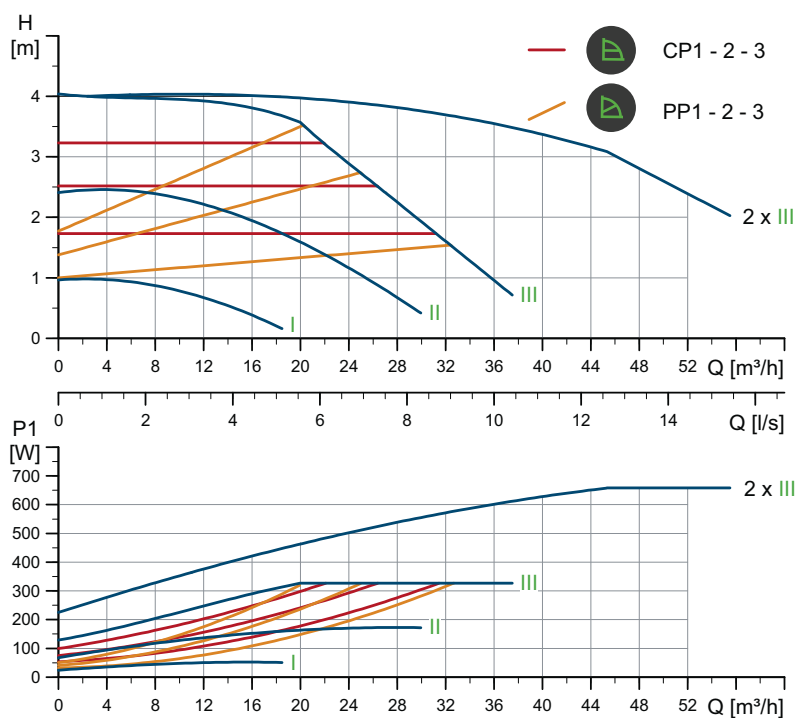 H
[m]
CP1 - 2 - 3
PP1 - 2 - 3
4
3
2
1
0
2 x III
III
II
I
0 4 8 12 16 20 24 28 32 36 40 44 48 52 Q [m³/h]
0 2 4 6 8 10 12 14 Q [l/s]
P1
[W]
700
600
500
400
300
200
100
0
2 x III
III
II
I
0 4 8 12 16 20 24 28 32 36 40 44 48 52 Q [m³/h]